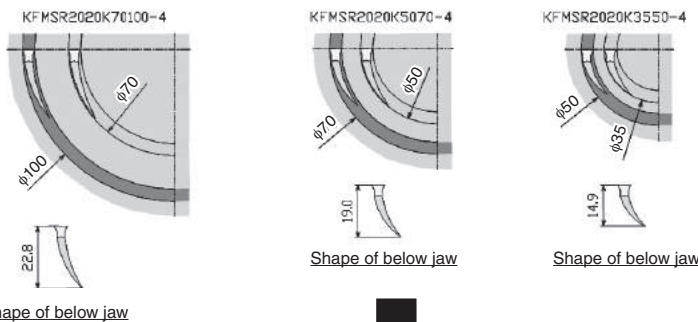 KFMSR2020K70100-4
φ70
φ100
22.8
hape of below jaw
KFMSR2020K5070-4
φ50
φ70
19.0
Shape of below jaw
KFMSR2020K3550-4
φ50
φ35
14.9
Shape of below jaw